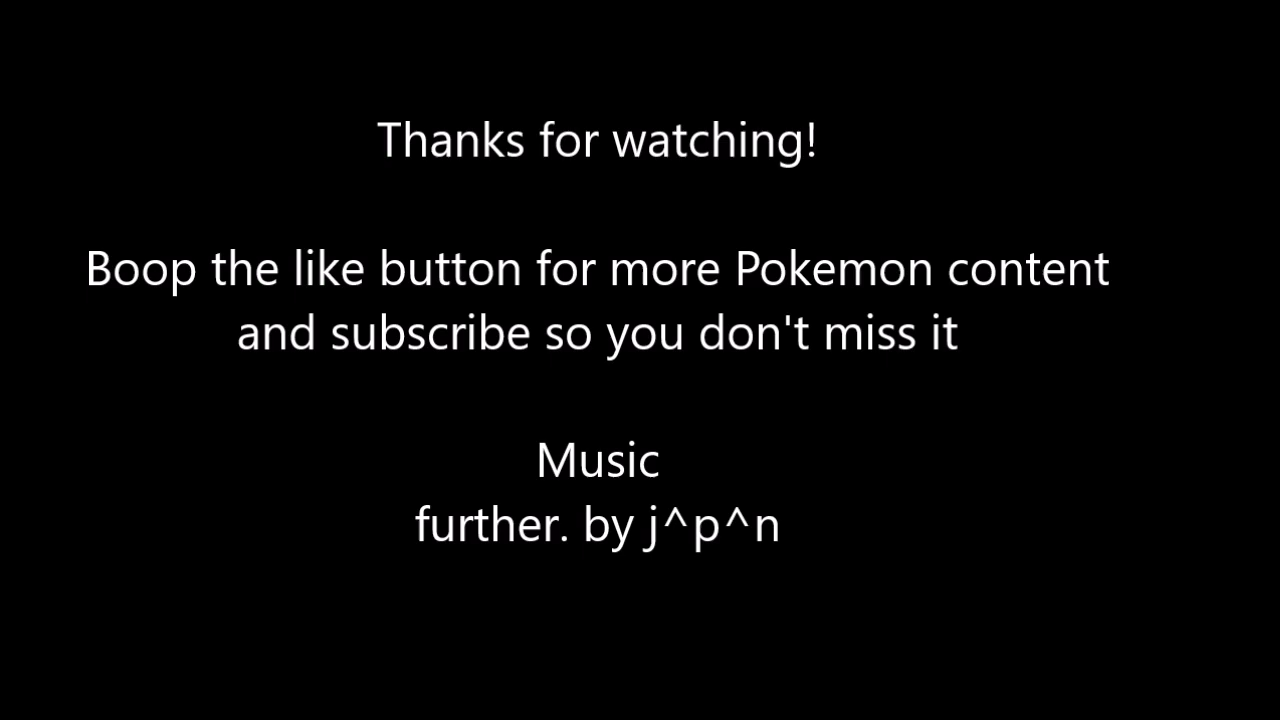 Thanks for watching!
Boop the like button for more Pokemon content
and subscribe so you don't miss it
Music
further. by j^p^n